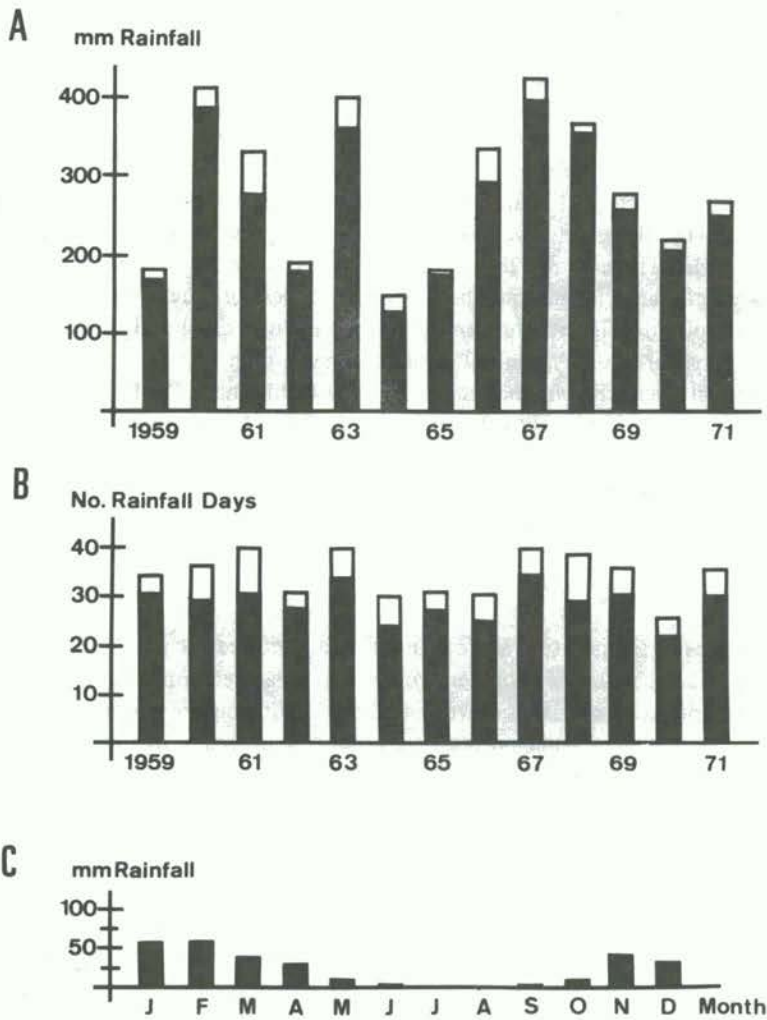 A
mm Rainfall
400
300
200
100
1959 61 63 65 67 69 71
B
No. Rainfall Days
40
30
20
10
1959 61 63 65 67 69 71
C
mm Rainfall
100
50
J F M A M J J A S O N D Month